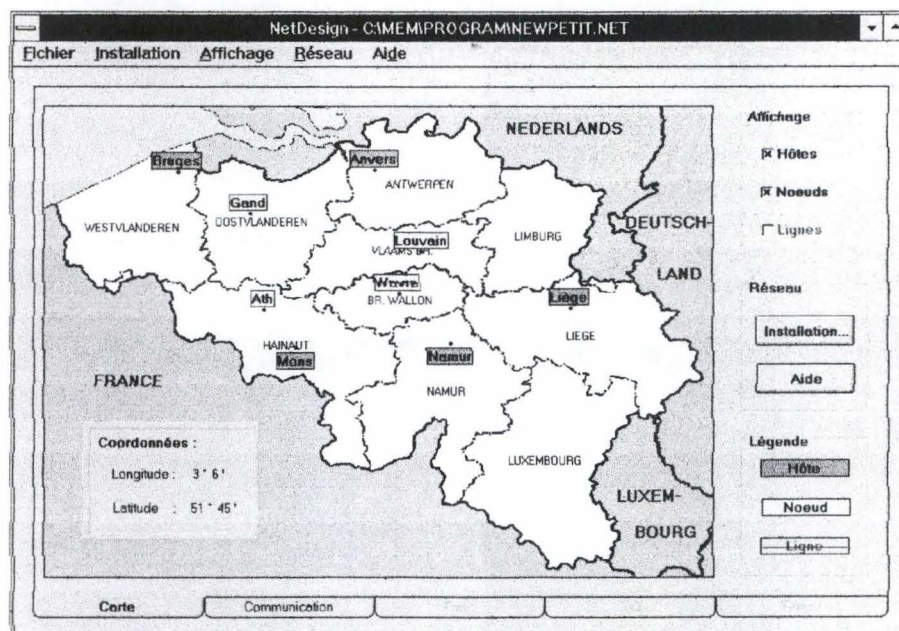 NetDesign - C:\MEM\PROGRAM\NEWPETIT.NET
Fichier Installation Affichage Réseau Aide
NEDERLANDS
Affichage
Hôtes
Noeuds
Lignes
Bruges
Anvers
ANTWERPEN
Gand
OOSTVLANDEREN
WESTVLANDEREN
Louvain
LIMBURG
DEUTSCH-
LAND
Wavre
BR. WALLON
Ath
Liège
Réseau
Installation...
Aide
HAINAUT
LIEGE
Mons
Namur
FRANCE
NAMUR
Coordonnées :
Longitude : 3 ° 6 '
Latitude : 51 ° 45'
LUXEMBOURG
LUXEM-
BOURG
Légende
Hôte
Noeud
Ligne
Carte
Communication